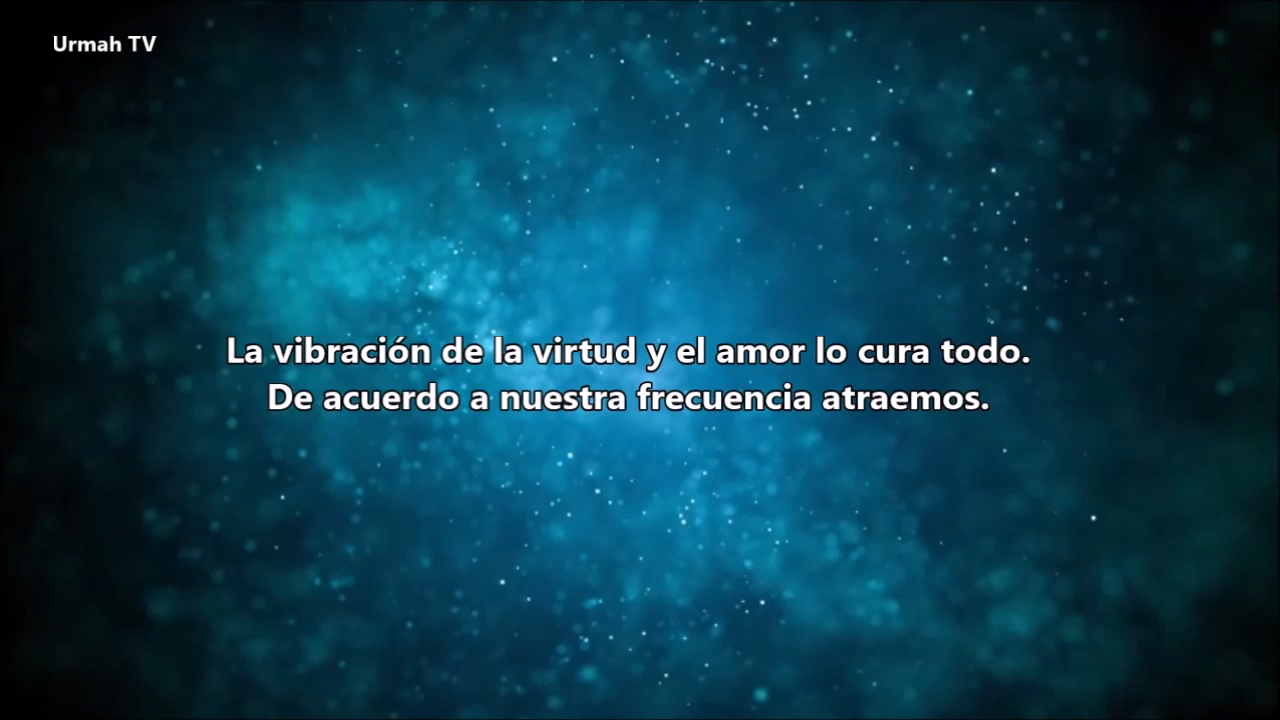 Urmah TV
La vibración de la virtud y el amor lo cura todo.
De acuerdo a nuestra frecuencia atraemos.